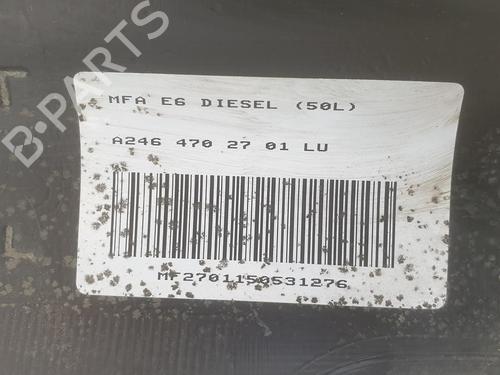 MFA E6 DIESEL (50L)
A246 470 27 01 LU
MF2701150531276
B-PARTS